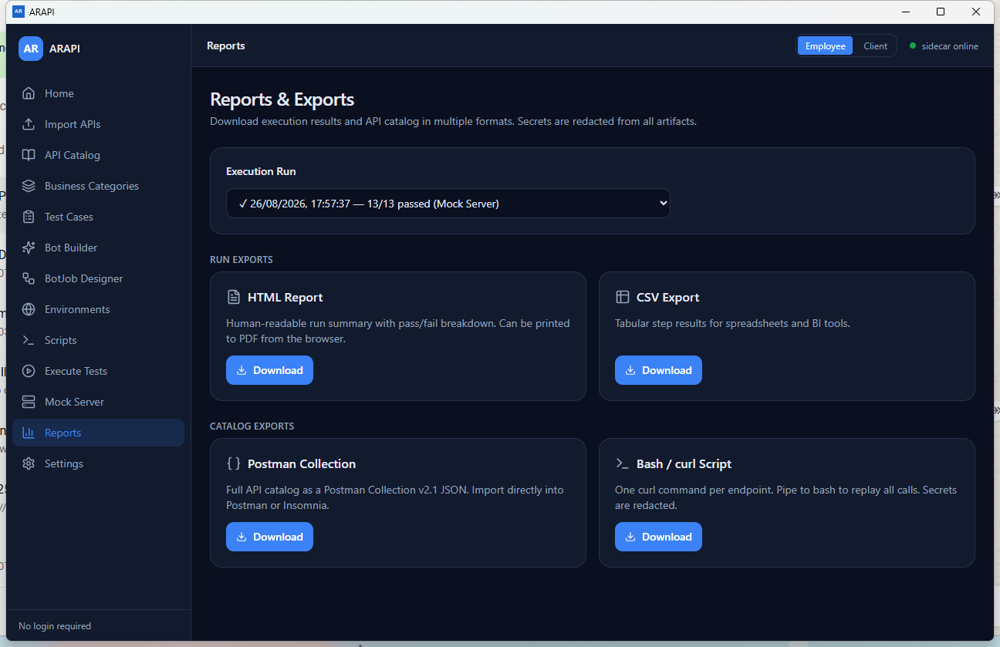 AR ARAPI
AR ARAPI
Reports
Employee Client sidecar online
Home
Import APIs
API Catalog
Business Categories
Test Cases
Bot Builder
BotJob Designer
Environments
Scripts
Execute Tests
Mock Server
Reports
Settings
No login required
Reports & Exports
Download execution results and API catalog in multiple formats. Secrets are redacted from all artifacts.
Execution Run
✓ 26/08/2026, 17:57:37 — 13/13 passed (Mock Server)
RUN EXPORTS
HTML Report
Human-readable run summary with pass/fail breakdown. Can be printed
to PDF from the browser.
Download
CSV Export
Tabular step results for spreadsheets and BI tools.
Download
CATALOG EXPORTS
Postman Collection
Full API catalog as a Postman Collection v2.1 JSON. Import directly into
Postman or Insomnia.
Download
Bash / curl Script
One curl command per endpoint. Pipe to bash to replay all calls. Secrets
are redacted.
Download